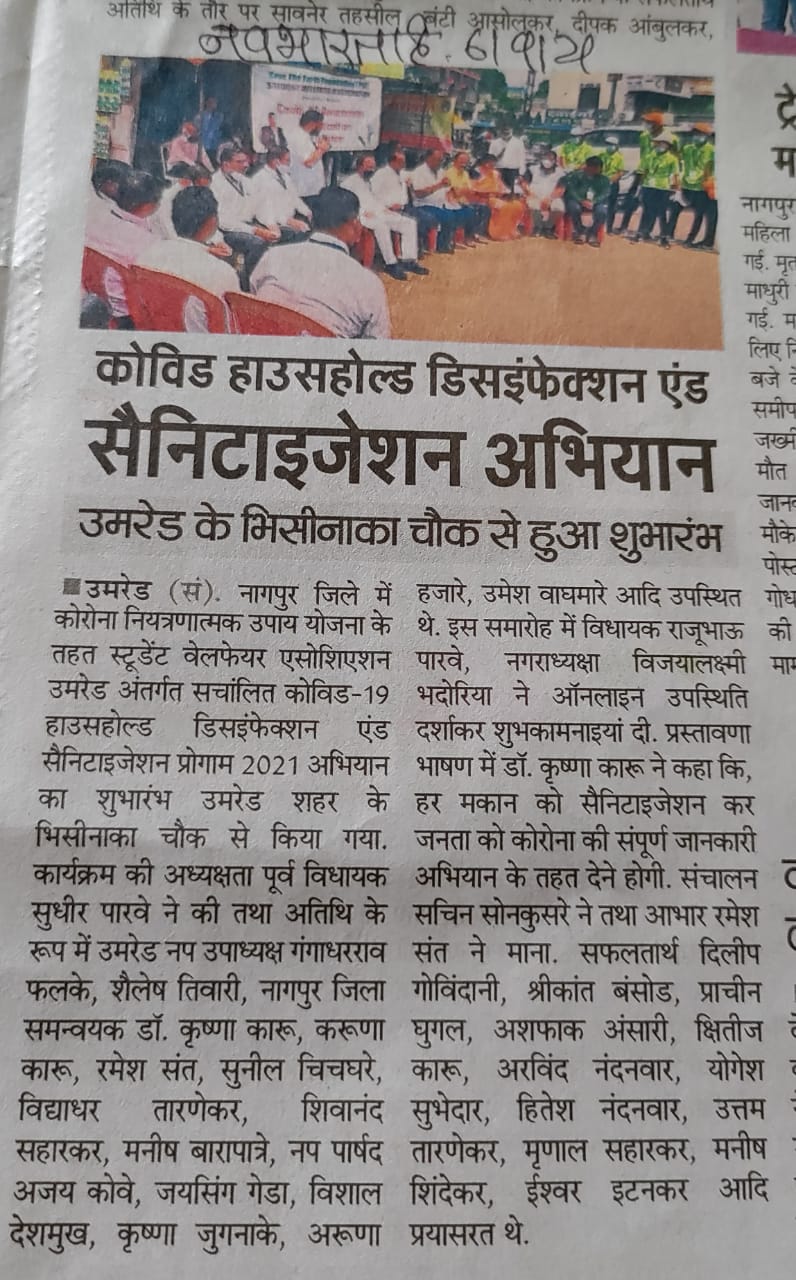 अतिथि के तौर पर सावनेर तहसील
बंटी आसोलकर, दीपक आंबुलकर,
कोविड हाउसहोल्ड डिसइंफेक्शन एंड
सैनिटाइजेशन अभियान
उमरेड के भिसीनाका चौक से हुआ शुभारंभ
■ उमरेड (सं). नागपुर जिले में
कोरोना नियत्रणात्मक उपाय योजना के
तहत स्टूडेंट वेलफेयर एसोशिएशन
उमरेड अंतर्गत सचांलित कोविड-19
हाउसहोल्ड डिसइंफेक्शन एंड
सैनिटाइजेशन प्रोगाम 2021 अभियान
का शुभारंभ उमरेड शहर के
भिसीनाका चौक से किया गया.
कार्यक्रम की अध्यक्षता पूर्व विधायक
सुधीर पारवे ने की तथा अतिथि के
रूप में उमरेड नप उपाध्यक्ष गंगाधरराव
फलके, शैलेष तिवारी, नागपुर जिला
समन्वयक डॉ. कृष्णा कारू, करूणा
कारू, रमेश संत, सुनील चिचघरे,
विद्याधर तारणेकर, शिवानंद
सहारकर, मनीष बारापात्रे, नप पार्षद
अजय कोवे, जयसिंग गेडा, विशाल
देशमुख, कृष्णा जुगनाके, अरूणा
हजारे, उमेश वाघमारे आदि उपस्थित
थे. इस समारोह में विधायक राजूभाऊ
पारवे, नगराध्यक्षा विजयालक्ष्मी
भदोरिया ने ऑनलाइन उपस्थिति
दर्शाकर शुभकामनाइयां दी. प्रस्तावणा
भाषण में डॉ. कृष्णा कारू ने कहा कि,
हर मकान को सैनिटाइजेशन कर
जनता को कोरोना की संपूर्ण जानकारी
अभियान के तहत देने होगी. संचालन
सचिन सोनकुसरे ने तथा आभार रमेश
संत ने माना. सफलतार्थ दिलीप
गोविंदानी, श्रीकांत बंसोड, प्राचीन
घुगल, अशफाक अंसारी, क्षितीज
कारू, अरविंद नंदनवार, योगेश
सुभेदार, हितेश नंदनवार, उत्तम
तारणेकर, मृणाल सहारकर, मनीष
शिंदेकर, ईश्वर इटनकर आदि
प्रयासरत थे.
नागपुर
महिला
गई. मृत
माधुरी
गई. म
लिए नि
बजे के
समीप
जख्मी
मौत
जान
मौके
पोस्ट
गोध
की
माम